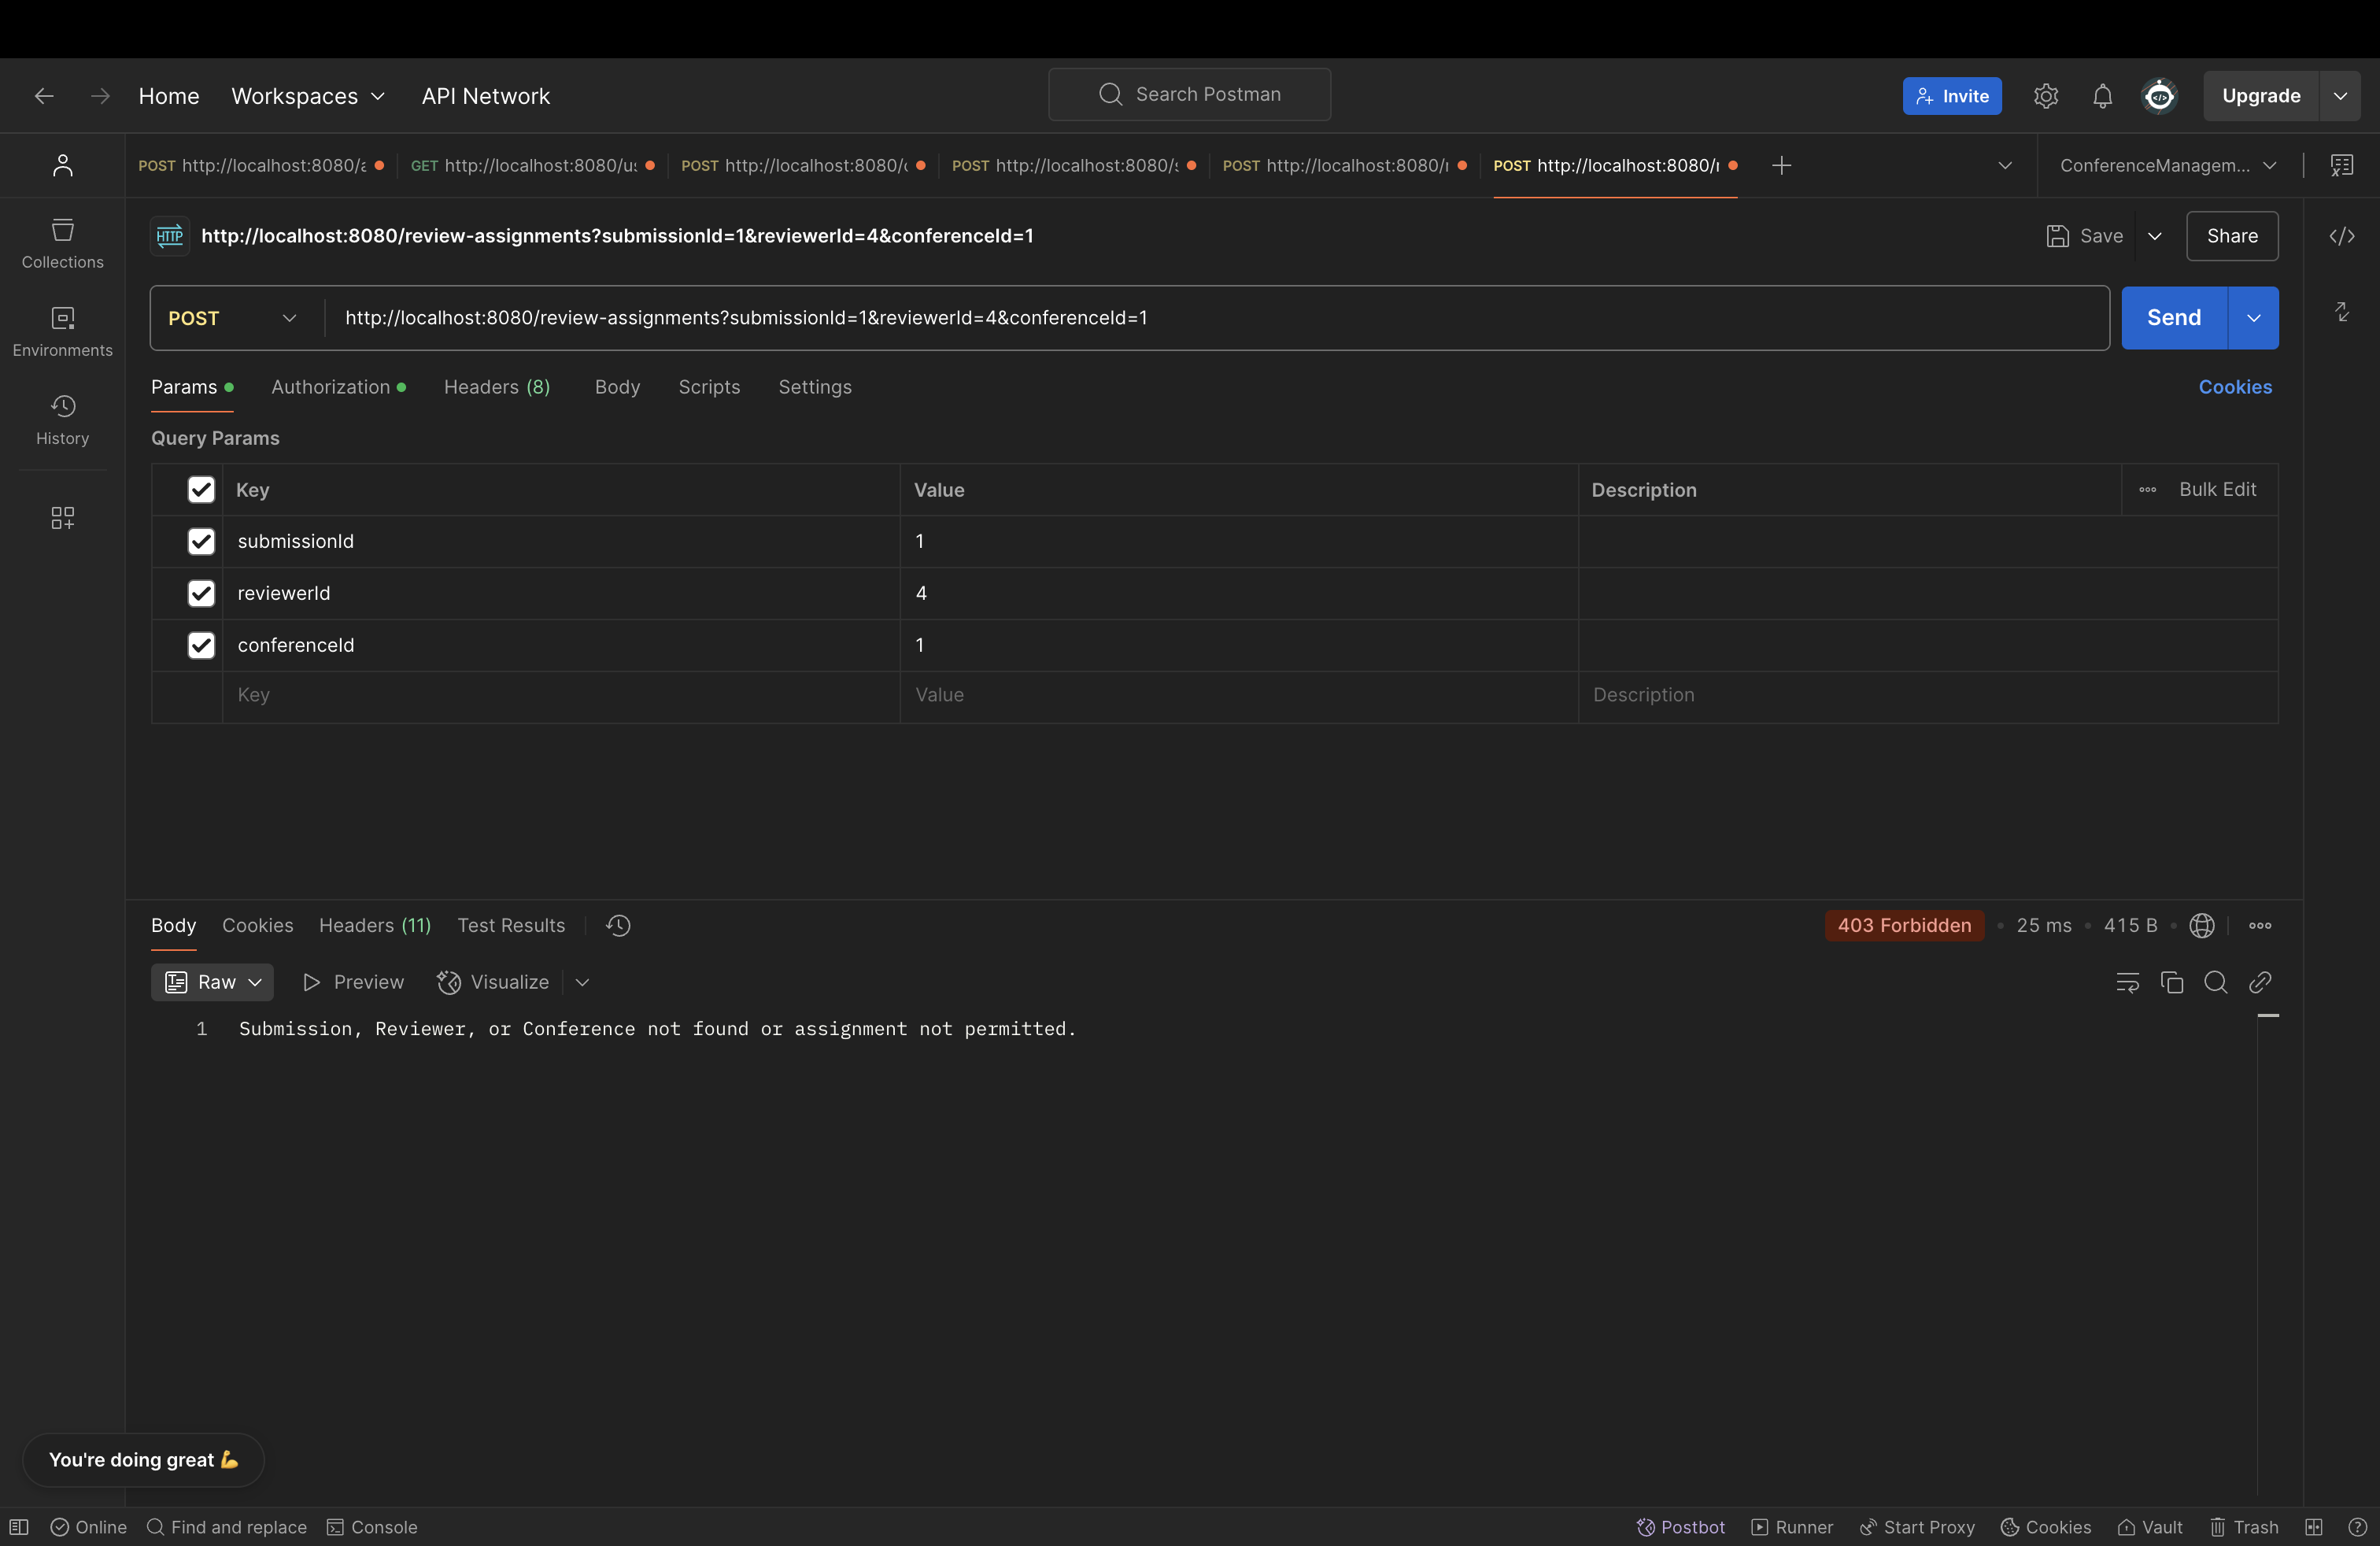 Home Workspaces API Network Search Postman Invite Upgrade
POST http://localhost:8080/a GET http://localhost:8080/us POST http://localhost:8080/c POST http://localhost:8080/s POST http://localhost:8080/r POST http://localhost:8080/r ConferenceManagem...
HTTP http://localhost:8080/review-assignments?submissionId=1&reviewerId=4&conferenceId=1 Save Share
Collections
POST http://localhost:8080/review-assignments?submissionId=1&reviewerId=4&conferenceId=1 Send
Environments
Params Authorization Headers (8) Body Scripts Settings Cookies
History
Query Params
Key Value Description Bulk Edit
submissionId 1
reviewerId 4
conferenceId 1
Key Value Description
Body Cookies Headers (11) Test Results 403 Forbidden • 25 ms • 415 B •
Raw Preview Visualize
1 Submission, Reviewer, or Conference not found or assignment not permitted.
You're doing great 💪
Online Find and replace Console Postbot Runner Start Proxy Cookies Vault Trash